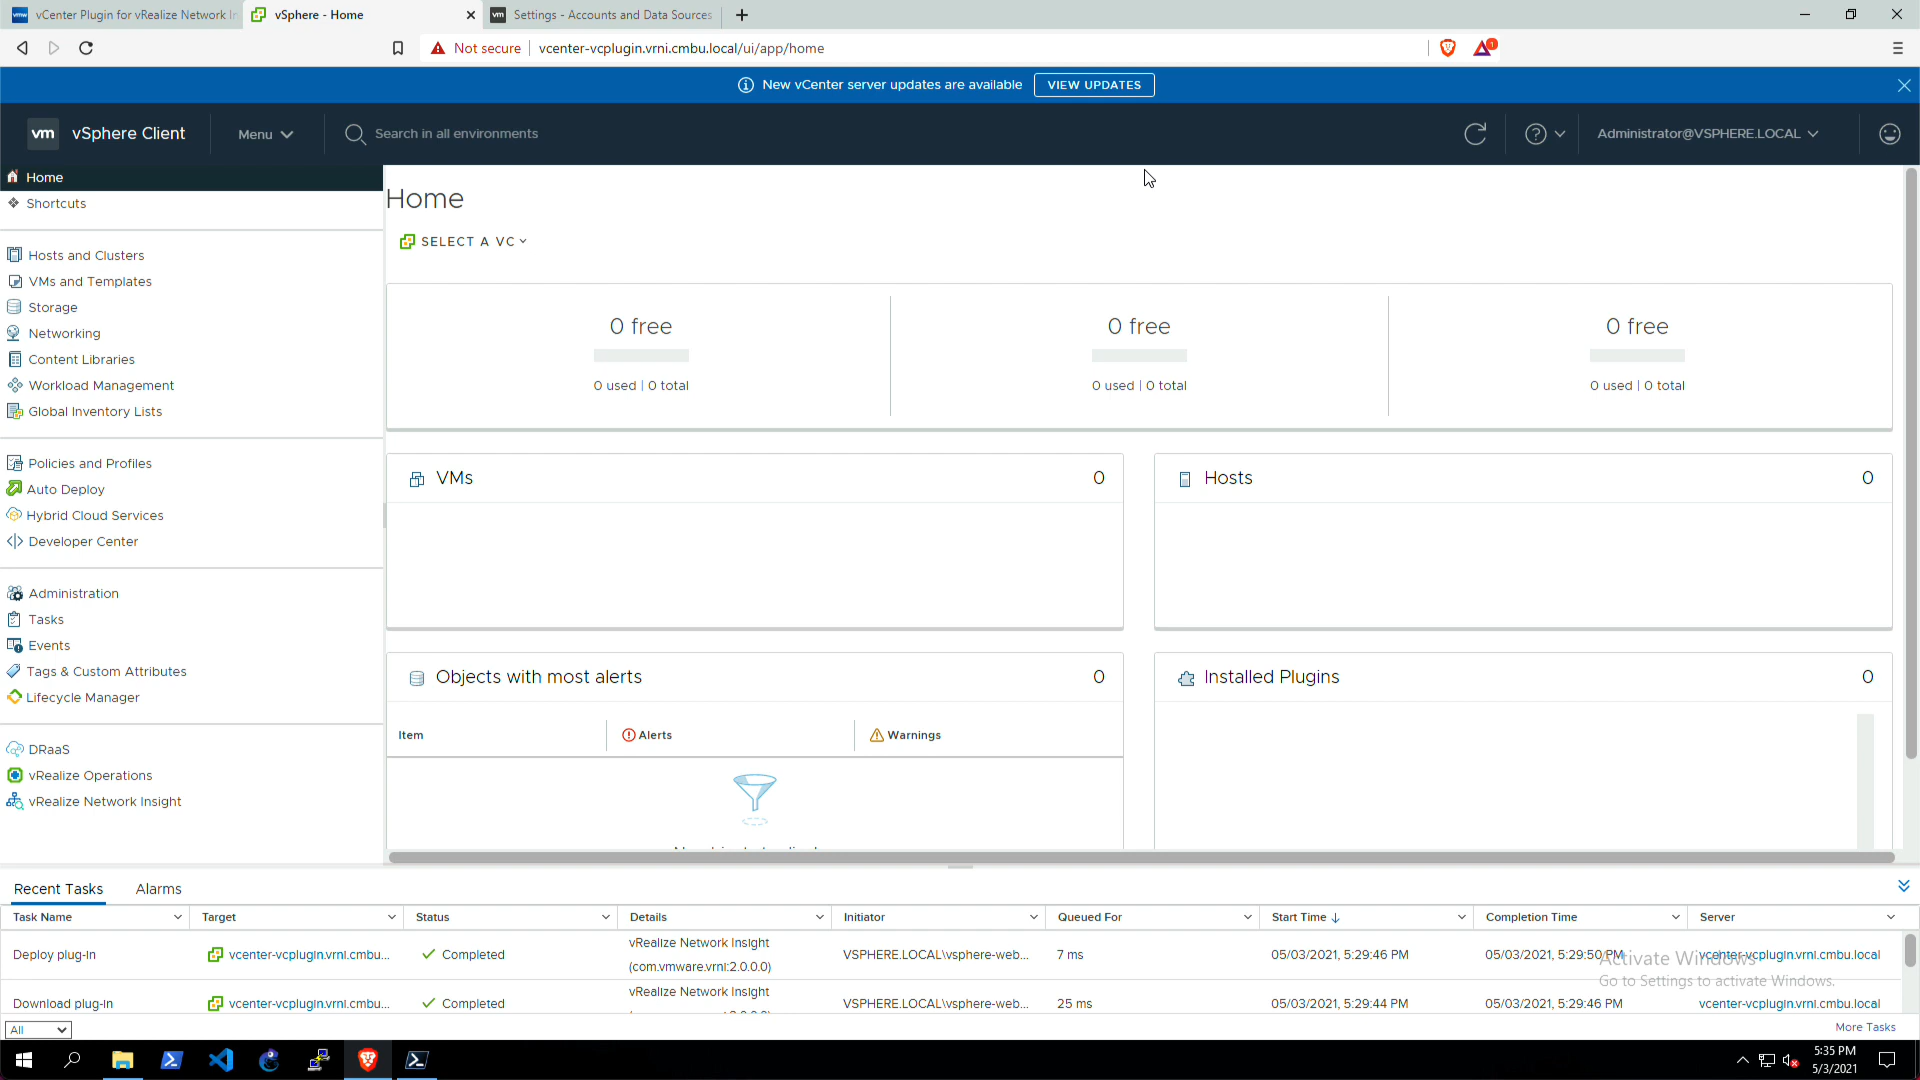 vCenter Plugin for vRealize Network In
vSphere - Home
Settings - Accounts and Data Sources
Not secure
vcenter-vcplugin.vrni.cmbu.local/ui/app/home
1
New vCenter server updates are available
VIEW UPDATES
vm
vSphere Client
Menu
Search in all environments
Administrator@VSPHERE.LOCAL
Home
Shortcuts
Hosts and Clusters
VMs and Templates
Storage
Networking
Content Libraries
Workload Management
Global Inventory Lists
Policies and Profiles
Auto Deploy
Hybrid Cloud Services
Developer Center
Administration
Tasks
Events
Tags & Custom Attributes
Lifecycle Manager
DRaaS
vRealize Operations
vRealize Network Insight
Home
SELECT A VC
0 free
0 used | 0 total
0 free
0 used | 0 total
0 free
0 used | 0 total
VMs 0
Hosts 0
Objects with most alerts 0
Item Alerts Warnings
Installed Plugins 0
Recent Tasks Alarms
Task Name Target Status Details Initiator Queued For Start Time Completion Time Server
Deploy plug-in vcenter-vcplugin.vrni.cmbu... Completed vRealize Network Insight (com.vmware.vrni:2.0.0.0) VSPHERE.LOCAL\vsphere-web... 7 ms 05/03/2021, 5:29:46 PM 05/03/2021, 5:29:50 PM vcenter-vcplugin.vrni.cmbu.local
Download plug-in vcenter-vcplugin.vrni.cmbu... Completed vRealize Network Insight VSPHERE.LOCAL\vsphere-web... 25 ms 05/03/2021, 5:29:44 PM 05/03/2021, 5:29:46 PM vcenter-vcplugin.vrni.cmbu.local
Activate Windows
Go to Settings to activate Windows.
All
More Tasks
5:35 PM
5/3/2021